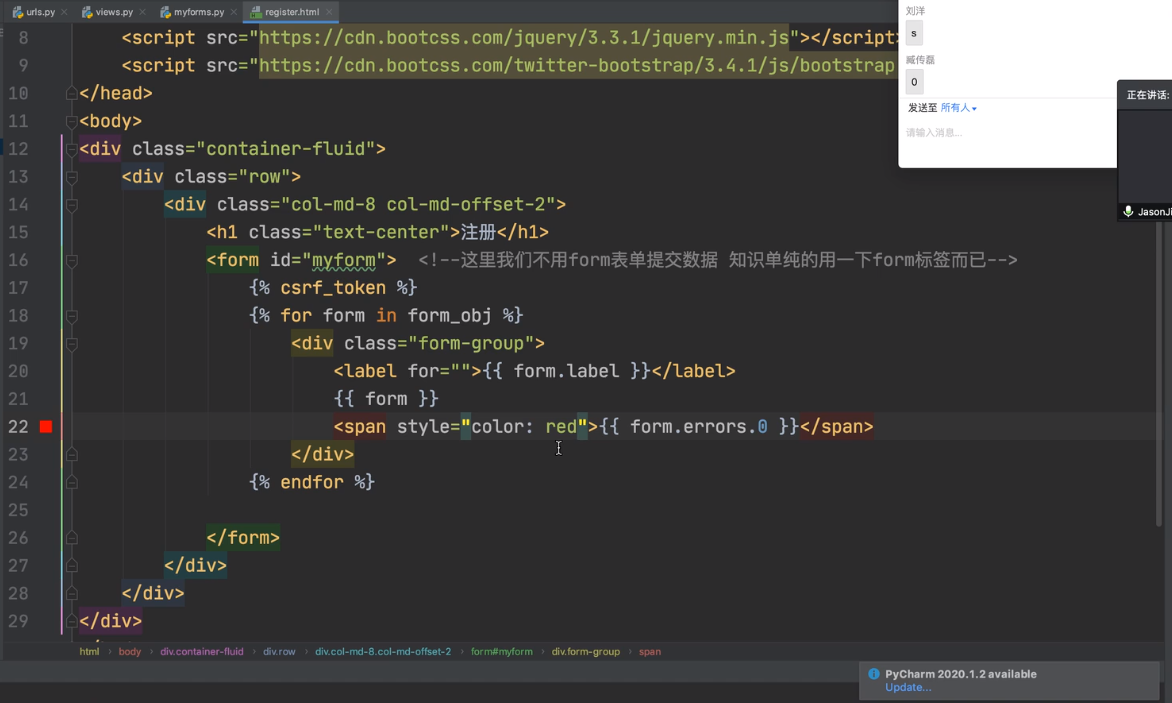 urls.py
views.py
myforms.py
register.html
8 <script src="https://cdn.bootcss.com/jquery/3.3.1/jquery.min.js"></script>
9 <script src="https://cdn.bootcss.com/twitter-bootstrap/3.4.1/js/bootstrap
10 </head>
11 <body>
12 <div class="container-fluid">
13 <div class="row">
14 <div class="col-md-8 col-md-offset-2">
15 <h1 class="text-center">注册</h1>
16 <form id="myform"> <!--这里我们不用form表单提交数据 知识单纯的用一下form标签而已-->
17 {% csrf_token %}
18 {% for form in form_obj %}
19 <div class="form-group">
20 <label for="">{{ form.label }}</label>
21 {{ form }}
22 <span style="color: red">{{ form.errors.0 }}</span>
23 </div>
24 {% endfor %}
25
26 </form>
27 </div>
28 </div>
29 </div>
html › body › div.container-fluid › div.row › div.col-md-8.col-md-offset-2 › form#myform › div.form-group › span
刘洋
s
臧传磊
0
发送至 所有人
请输入消息...
正在讲话:
JasonJi
PyCharm 2020.1.2 available
Update...